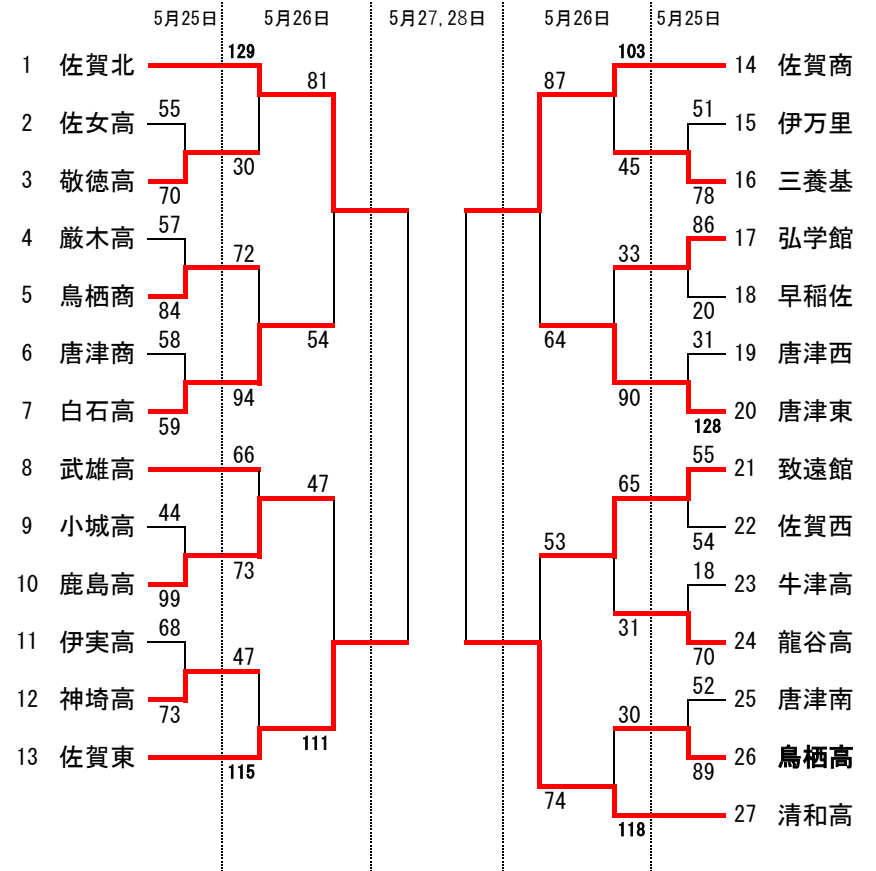 5月25日 5月26日 5月27,28日 5月26日 5月25日
129 103
1 佐賀北 81 87 14 佐賀商
55 51
2 佐女高 15 伊万里
30 45
3 敬徳高 16 三養基
70 78
57 86
4 厳木高 17 弘学館
72 33
5 鳥栖商 18 早稲佐
84 20
58 54 64 31
6 唐津商 19 唐津西
94 90
7 白石高 20 唐津東
59 128
66 55
8 武雄高 21 致遠館
47 65
9 小城高 44 22 佐賀西
53 54
73 18
10 鹿島高 23 牛津高
99
68 31
11 伊実高 24 龍谷高
47 70
12 神埼高 52 25 唐津南
73 30
111
13 佐賀東 26 鳥栖高
115 89
74
27 清和高
118